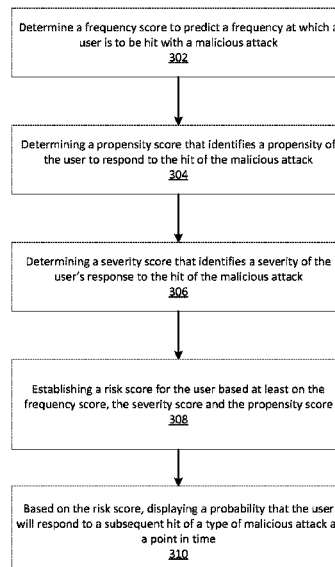 Determine a frequency score to predict a frequency at which a
user is to be hit with a malicious attack
302
Determining a propensity score that identifies a propensity of
the user to respond to the hit of the malicious attack
304
Determining a severity score that identifies a severity of the
user's response to the hit of the malicious attack
306
Establishing a risk score for the user based at least on the
frequency score, the severity score and the propensity score
308
Based on the risk score, displaying a probability that the user
will respond to a subsequent hit of a type of malicious attack a
a point in time
310